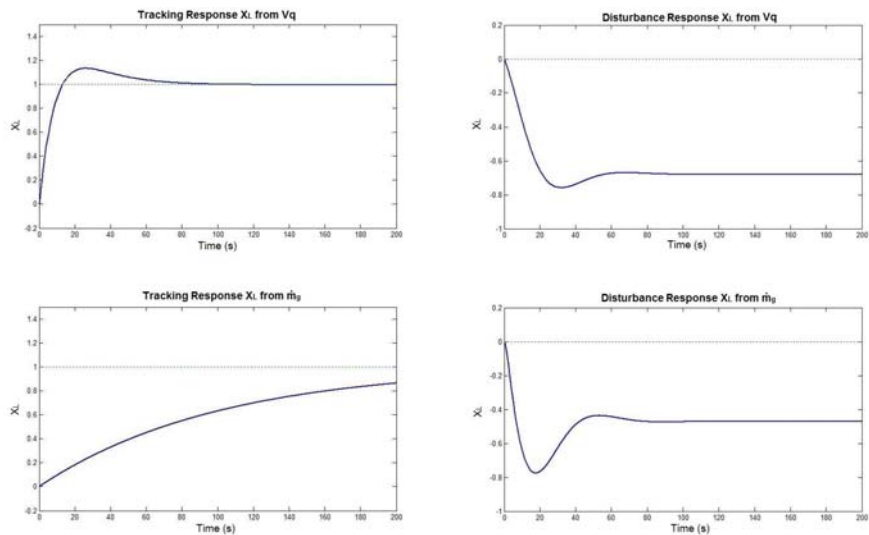 Tracking Response XL from Vq
1.4
1.2
1
0.8
0.6
0.4
0.2
0
-0.2
XL
0 20 40 60 80 100 120 140 160 180 200
Time (s)
Disturbance Response XL from Vq
0.2
0
-0.2
-0.4
-0.6
-0.8
-1
XL
0 20 40 60 80 100 120 140 160 180 200
Time (s)
Tracking Response XL from ṁg
1.4
1.2
1
0.8
0.6
0.4
0.2
0
-0.2
XL
0 20 40 60 80 100 120 140 160 180 200
Time (s)
Disturbance Response XL from ṁg
0.2
0
-0.2
-0.4
-0.6
-0.8
-1
XL
0 20 40 60 80 100 120 140 160 180 200
Time (s)